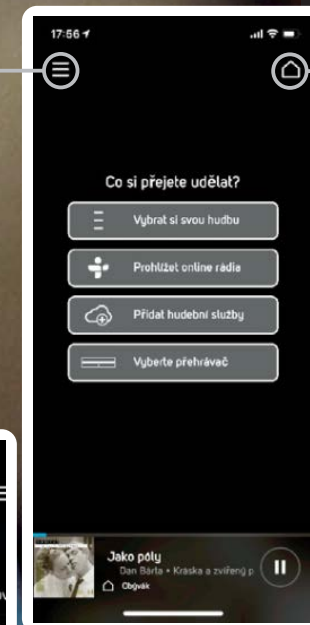 17:56
Co si přejete udělat?
Vybrat si svou hudbu
Prohlížet online rádia
Přidat hudební služby
Vyberte přehrávač
Jako póly
Dan Bárta • Kráska a zvířený p
Obývák